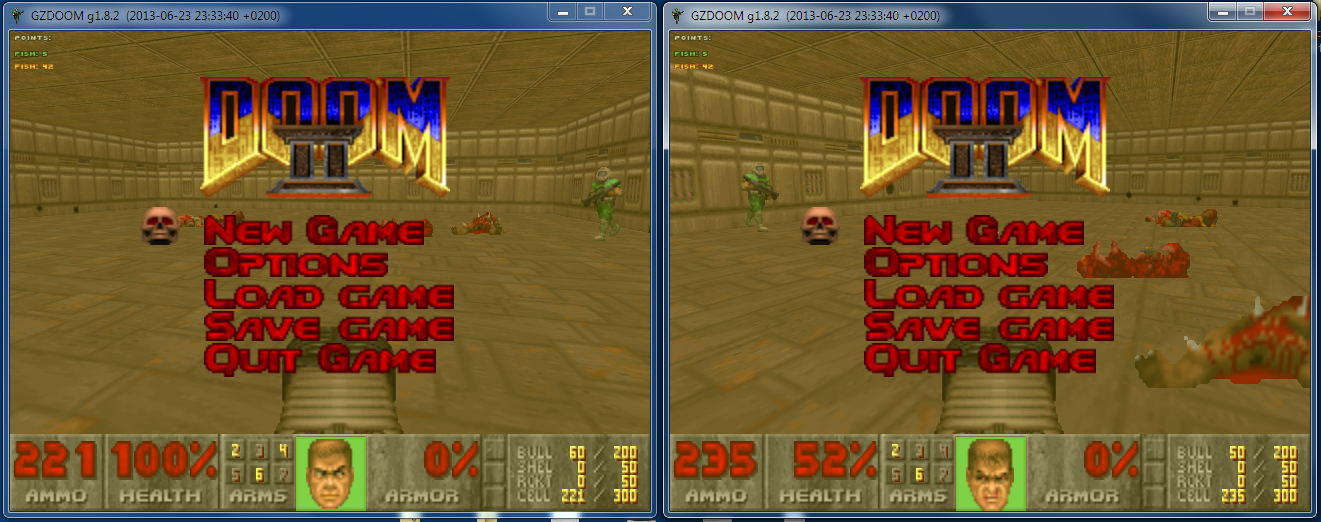 GZDOOM g1.8.2 (2013-06-23 23:33:40 +0200)
POINTS:
FISH: 5
FISH: 42
DOOM
II
NEW GAME
OPTIONS
LOAD GAME
SAVE GAME
QUIT GAME
221 100% 2 3 4 0% BULL 60 / 200
5 6 7 SHEL 0 / 50
RCKT 0 / 50
AMMO HEALTH ARMS ARMOR CELL 221 / 300
GZDOOM g1.8.2 (2013-06-23 23:33:40 +0200)
POINTS:
FISH: 5
FISH: 42
DOOM
II
NEW GAME
OPTIONS
LOAD GAME
SAVE GAME
QUIT GAME
235 52% 2 3 4 0% BULL 50 / 200
5 6 7 SHEL 0 / 50
RCKT 0 / 50
AMMO HEALTH ARMS ARMOR CELL 235 / 300